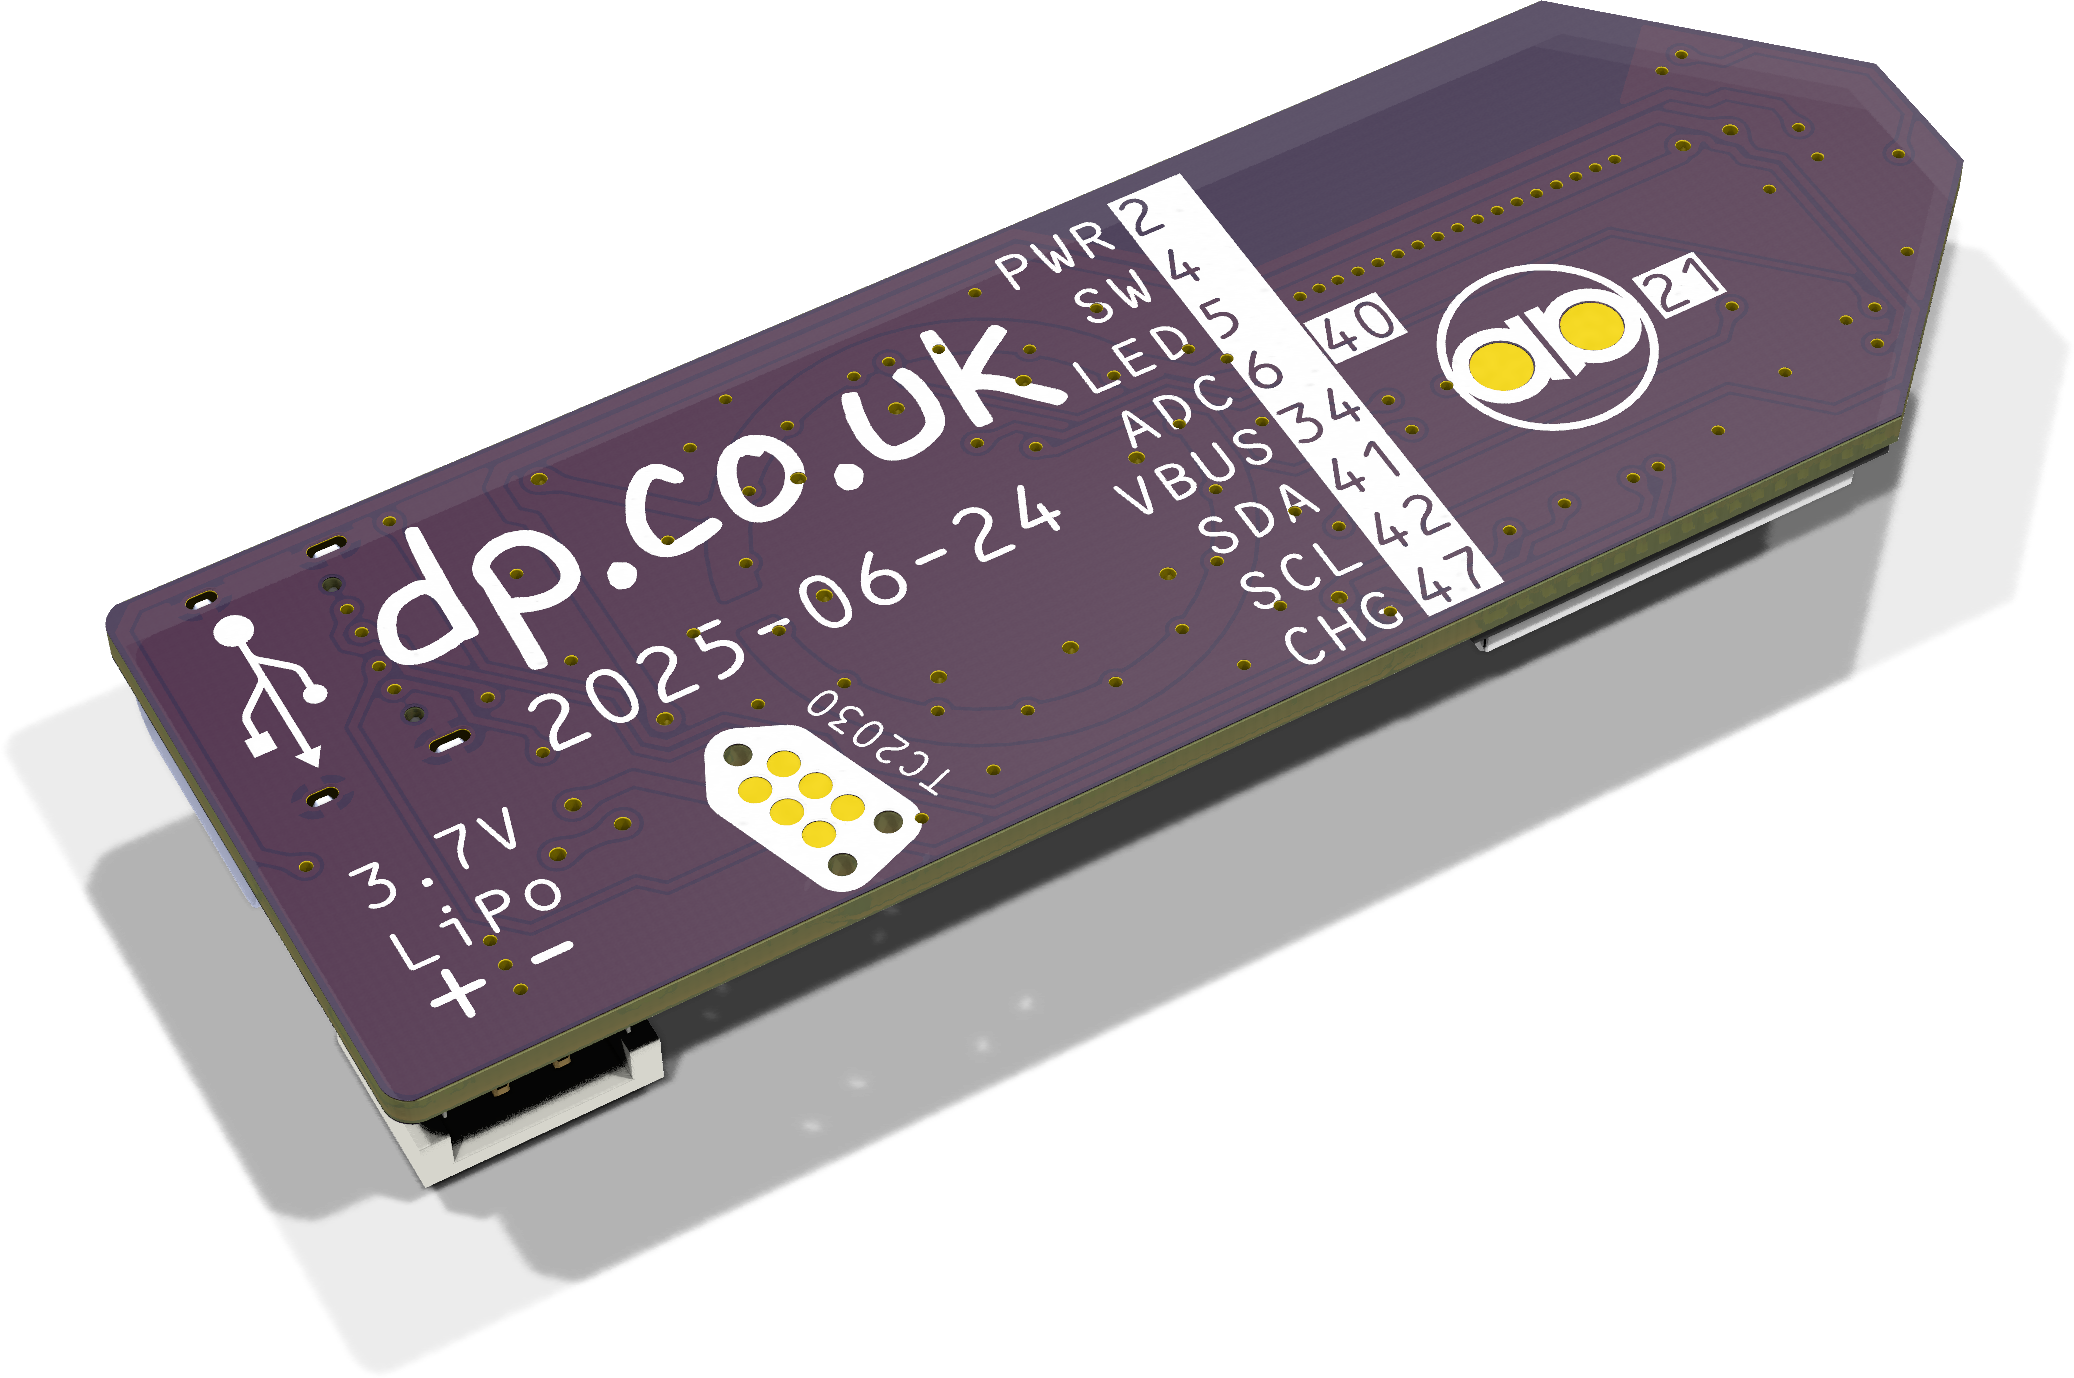 dp.co.uk
2025-06-24
TC2030
3.7V
LiPo
+ -
PWR 2
SW 4
LED 5
ADC 6
VBUS 34
SDA 41
SCL 42
CHG 47
40
21